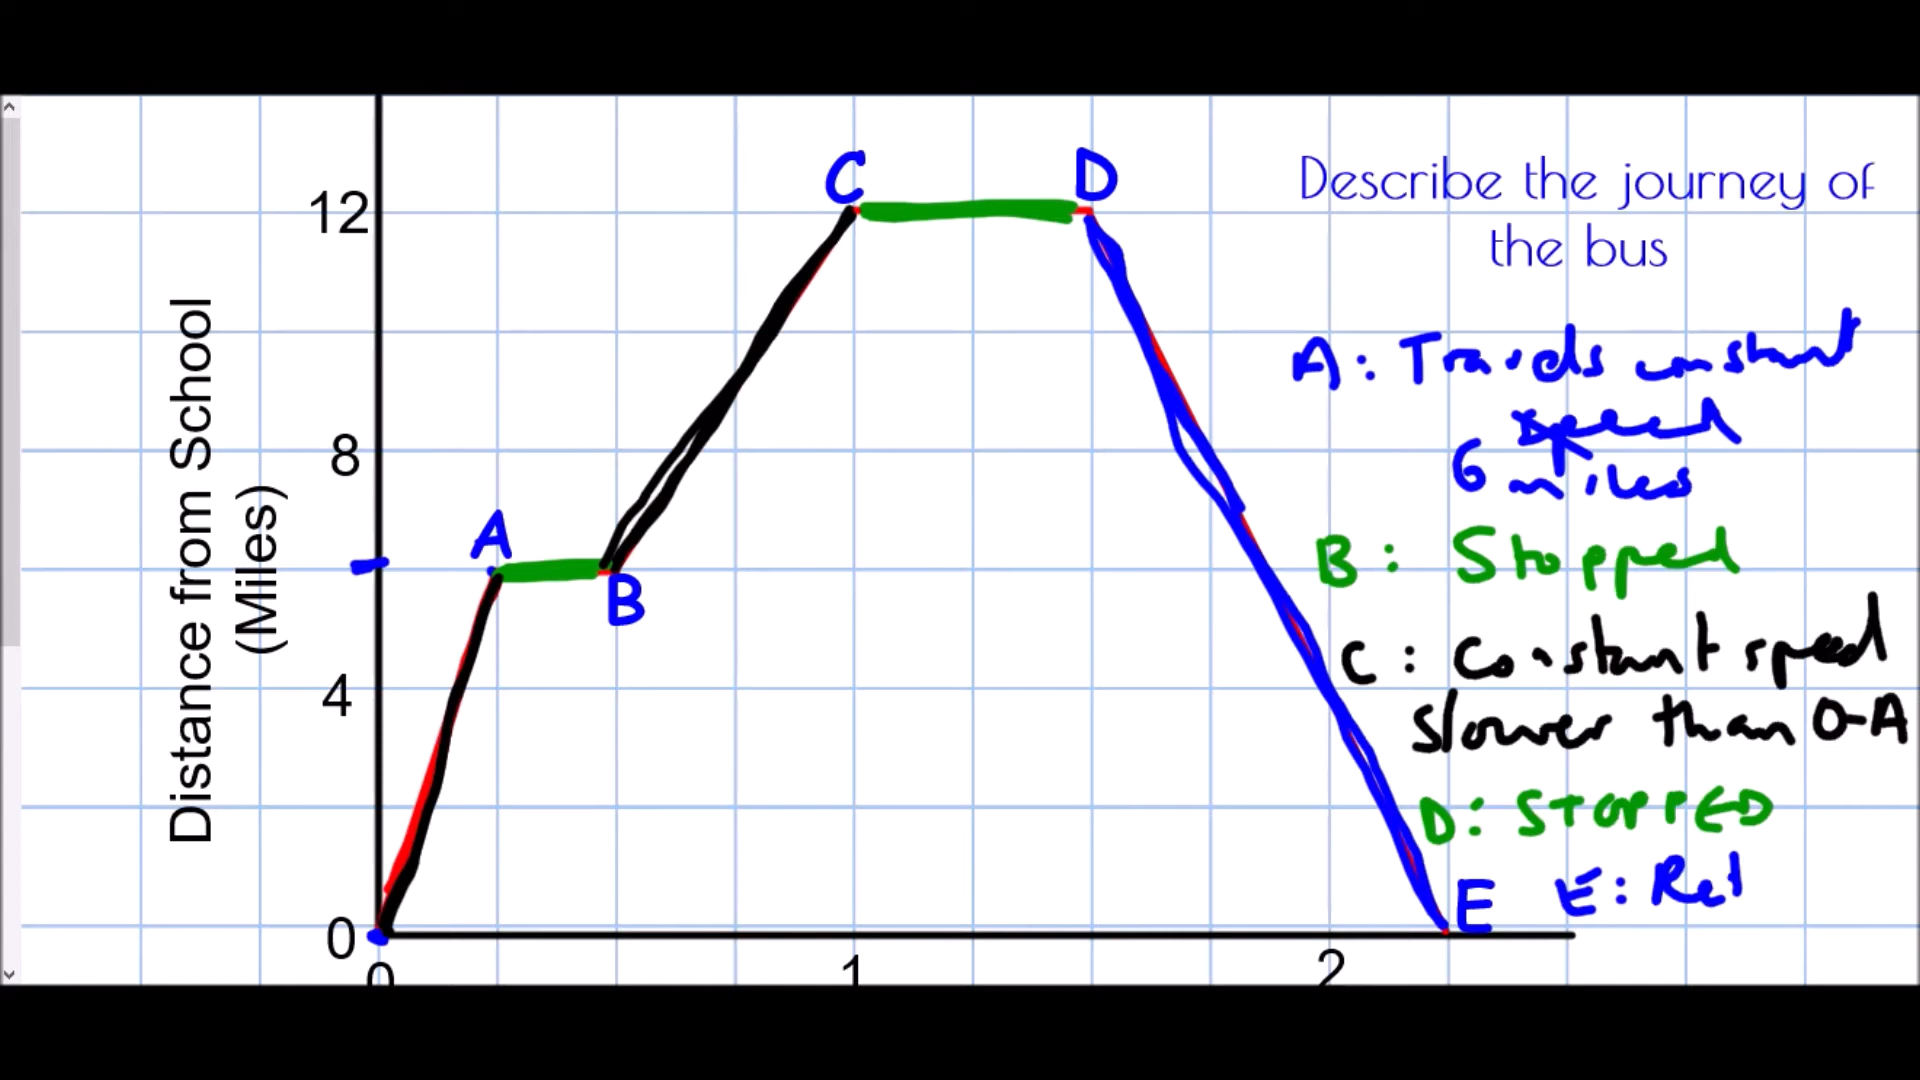 Describe the journey of
the bus
C
D
12
A: Travels constant
speed
6 miles
8
A
B: Stopped
B
C: Constant speed
slower than O-A
4
D: STOPPED
E: Ret
E
0
0
1
2
Distance from School
(Miles)